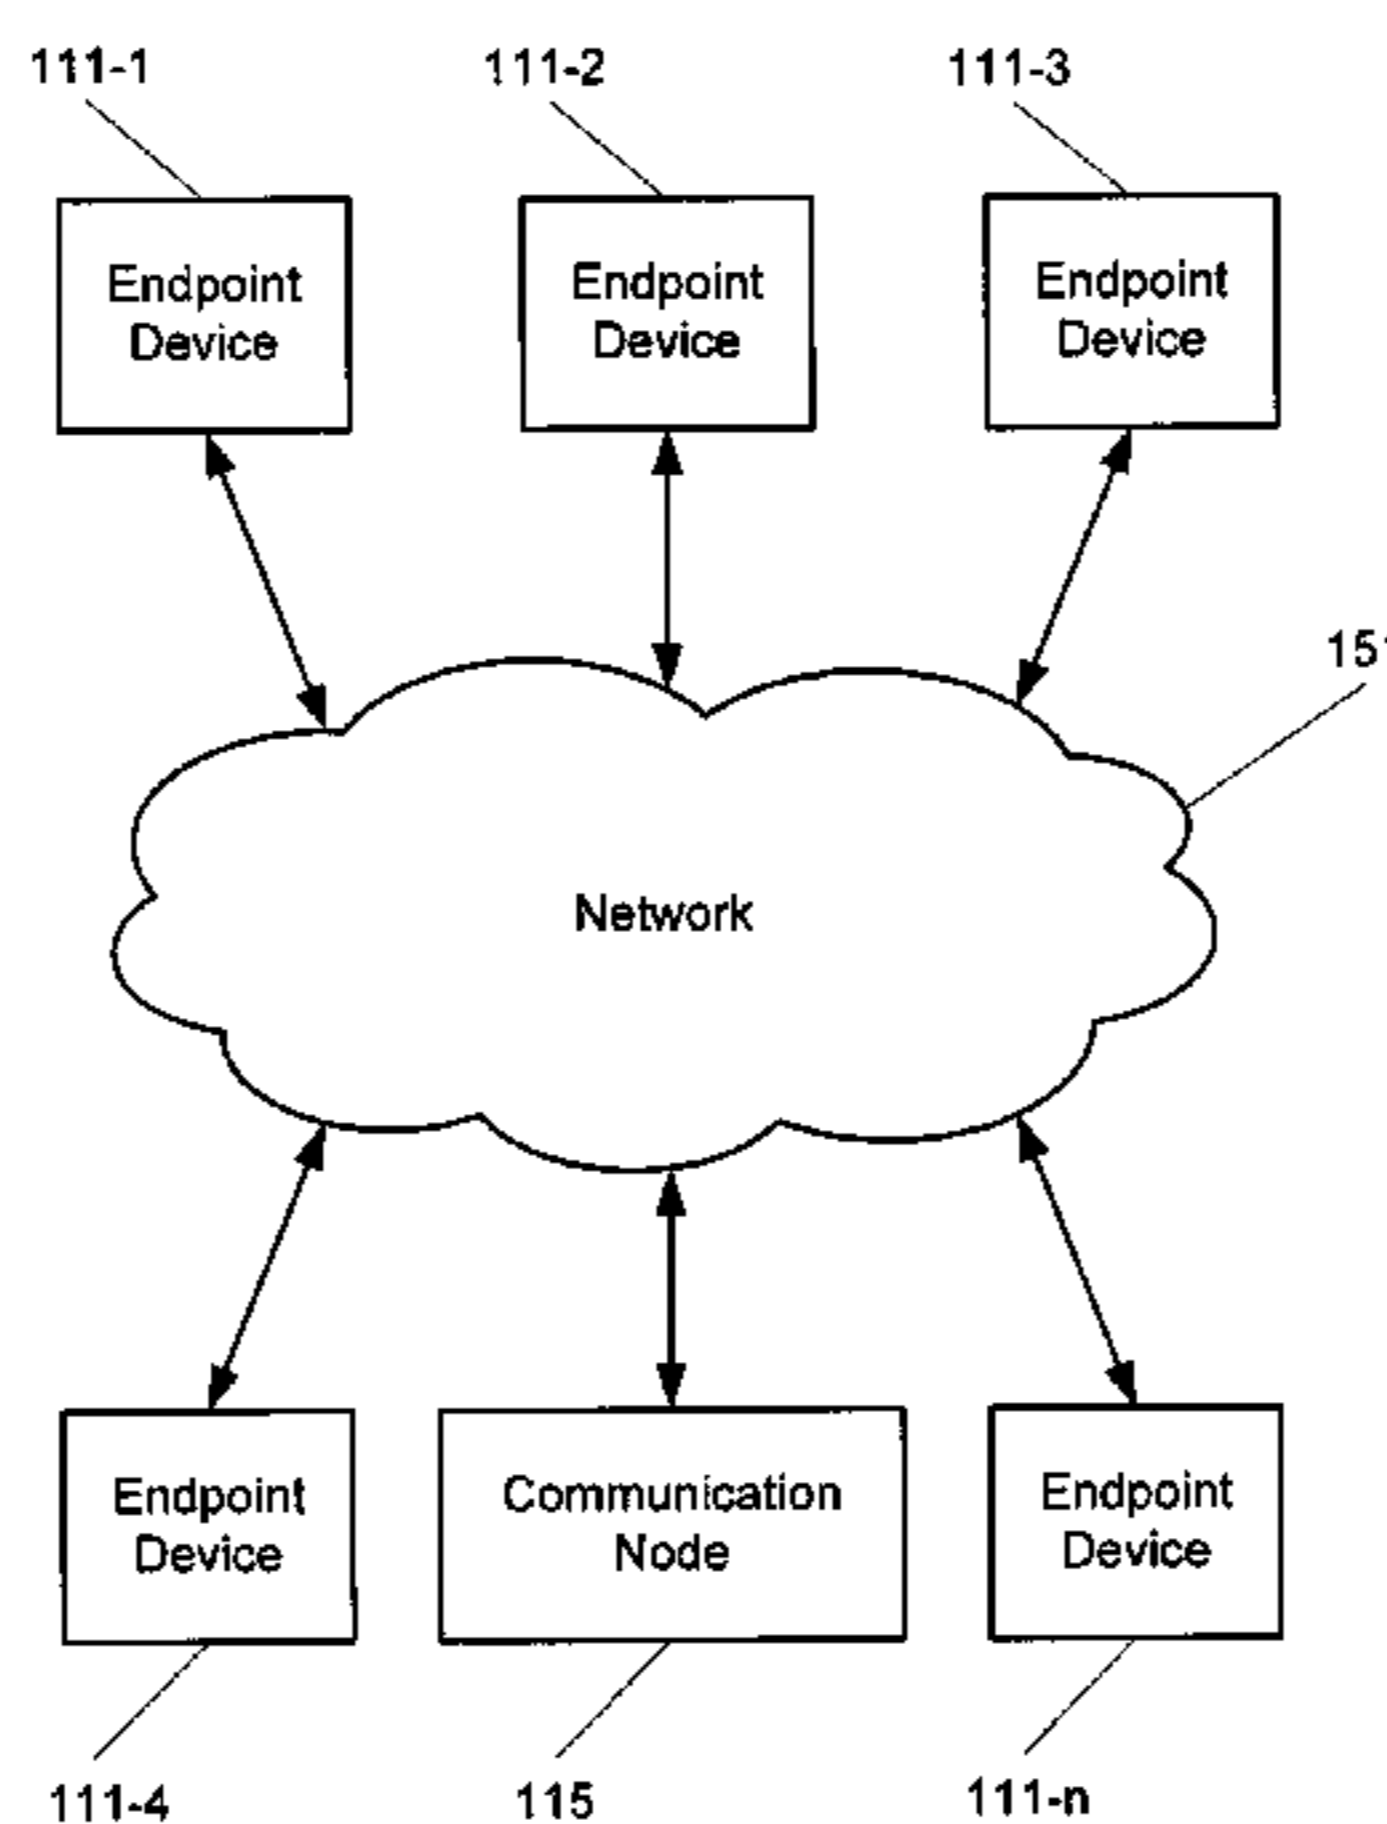 111-1
111-2
111-3
Endpoint
Device
Endpoint
Device
Endpoint
Device
151
Network
Endpoint
Device
Communication
Node
Endpoint
Device
111-4
115
111-n